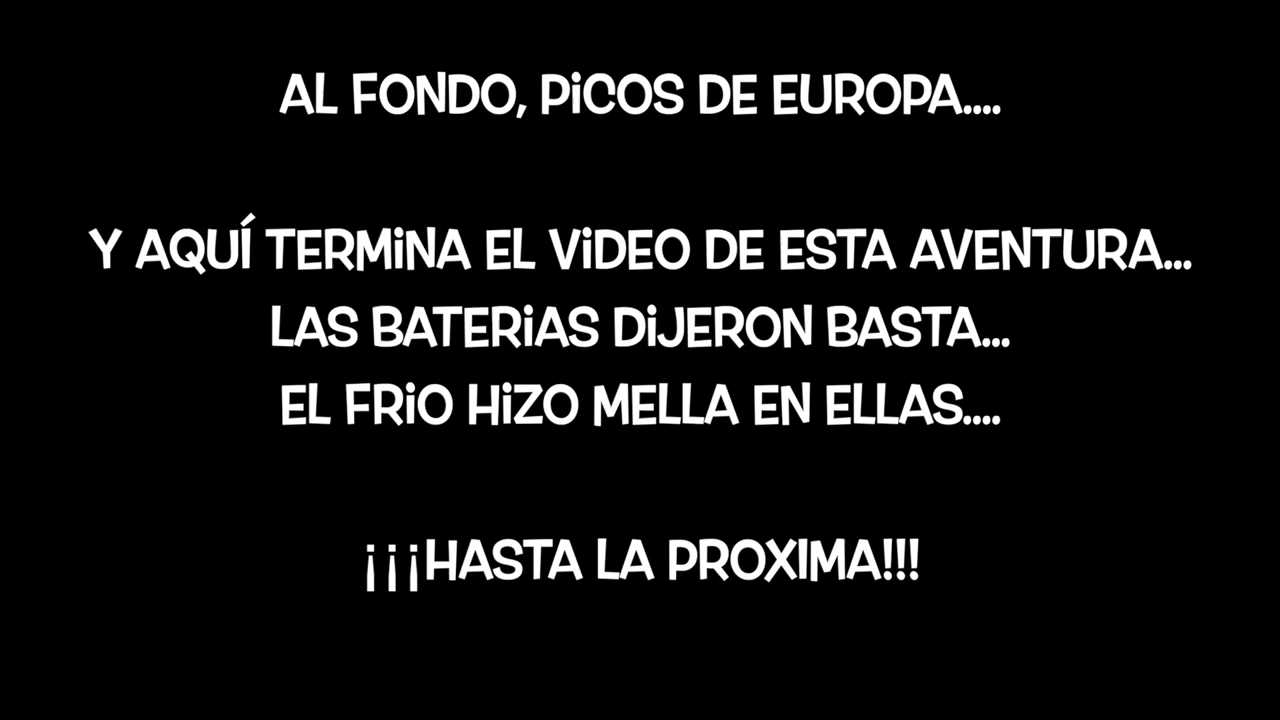 AL FONDO, PiCOS DE EUROPA....
Y AQUÍ TERMiNA EL ViDEO DE ESTA AVENTURA...
LAS BATERiAS DiJERON BASTA...
EL FRiO HiZO MELLA EN ELLAS....
¡¡¡HASTA LA PROXIMA!!!